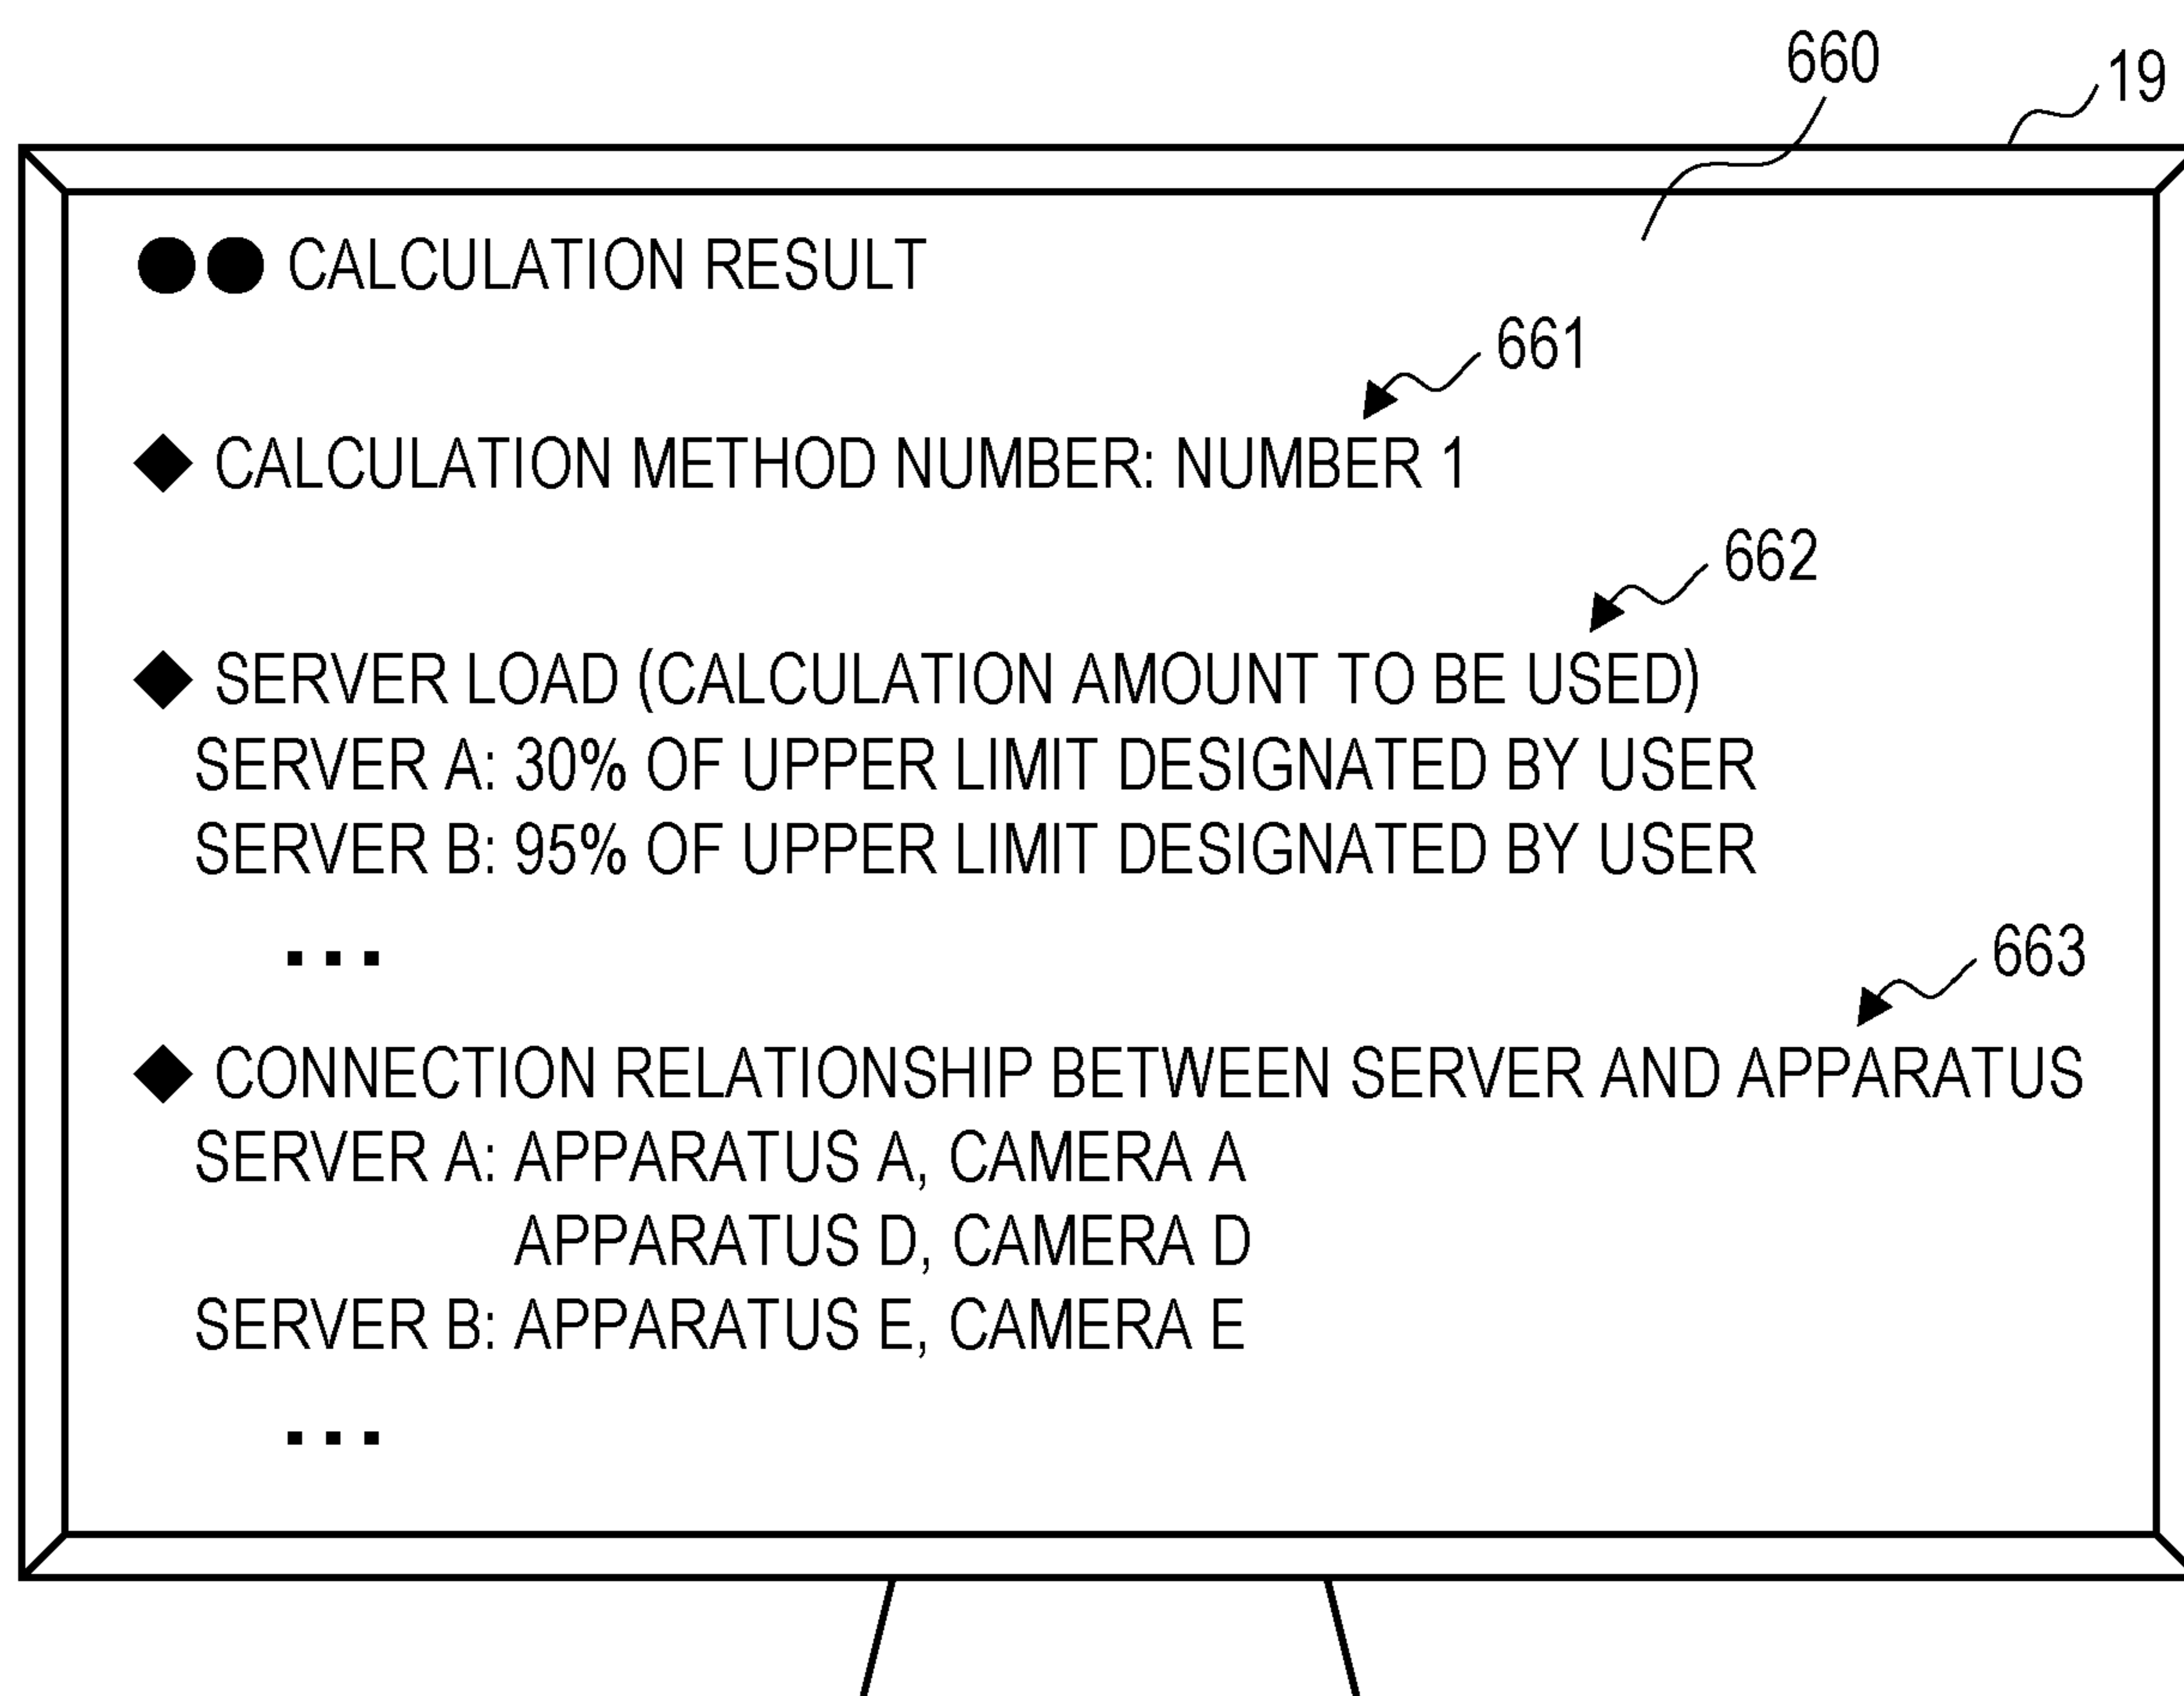 660
19
●● CALCULATION RESULT
661
◆ CALCULATION METHOD NUMBER: NUMBER 1
662
◆ SERVER LOAD (CALCULATION AMOUNT TO BE USED)
SERVER A: 30% OF UPPER LIMIT DESIGNATED BY USER
SERVER B: 95% OF UPPER LIMIT DESIGNATED BY USER
...
663
◆ CONNECTION RELATIONSHIP BETWEEN SERVER AND APPARATUS
SERVER A: APPARATUS A, CAMERA A
APPARATUS D, CAMERA D
SERVER B: APPARATUS E, CAMERA E
...